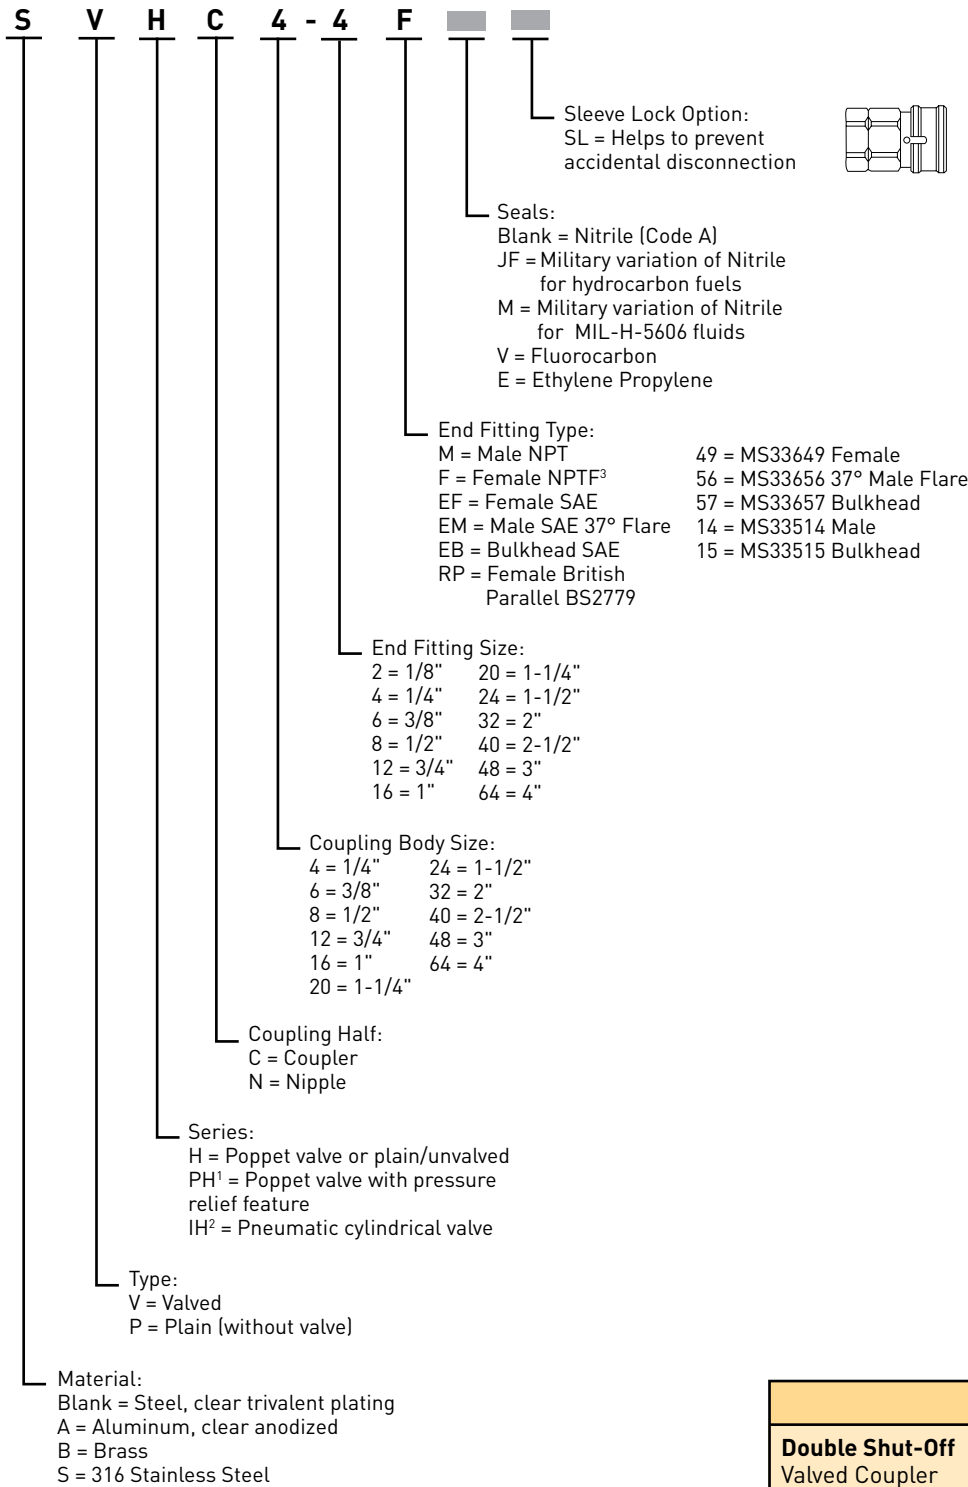 S V H C 4 - 4 F
Sleeve Lock Option:
SL = Helps to prevent
accidental disconnection
Seals:
Blank = Nitrile (Code A)
JF = Military variation of Nitrile
for hydrocarbon fuels
M = Military variation of Nitrile
for MIL-H-5606 fluids
V = Fluorocarbon
E = Ethylene Propylene
End Fitting Type:
M = Male NPT
F = Female NPTF³
EF = Female SAE
EM = Male SAE 37° Flare
EB = Bulkhead SAE
RP = Female British
Parallel BS2779
49 = MS33649 Female
56 = MS33656 37° Male Flare
57 = MS33657 Bulkhead
14 = MS33514 Male
15 = MS33515 Bulkhead
End Fitting Size:
2 = 1/8"
4 = 1/4"
6 = 3/8"
8 = 1/2"
12 = 3/4"
16 = 1"
20 = 1-1/4"
24 = 1-1/2"
32 = 2"
40 = 2-1/2"
48 = 3"
64 = 4"
Coupling Body Size:
4 = 1/4"
6 = 3/8"
8 = 1/2"
12 = 3/4"
16 = 1"
20 = 1-1/4"
24 = 1-1/2"
32 = 2"
40 = 2-1/2"
48 = 3"
64 = 4"
Coupling Half:
C = Coupler
N = Nipple
Series:
H = Poppet valve or plain/unvalved
PH¹ = Poppet valve with pressure
relief feature
IH² = Pneumatic cylindrical valve
Type:
V = Valved
P = Plain (without valve)
Material:
Blank = Steel, clear trivalent plating
A = Aluminum, clear anodized
B = Brass
S = 316 Stainless Steel
Double Shut-Off
Valved Coupler